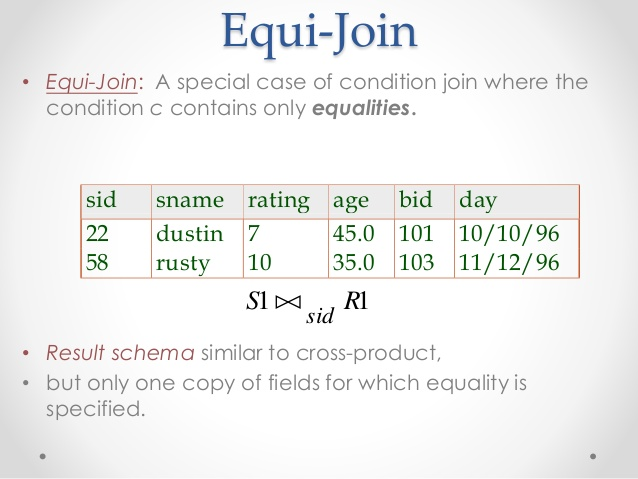 Equi-Join
• Equi-Join: A special case of condition join where the
condition c contains only equalities.
sid sname rating age bid day
22 dustin 7 45.0 101 10/10/96
58 rusty 10 35.0 103 11/12/96
S1 ⋈ sid R1
• Result schema similar to cross-product,
• but only one copy of fields for which equality is
specified.